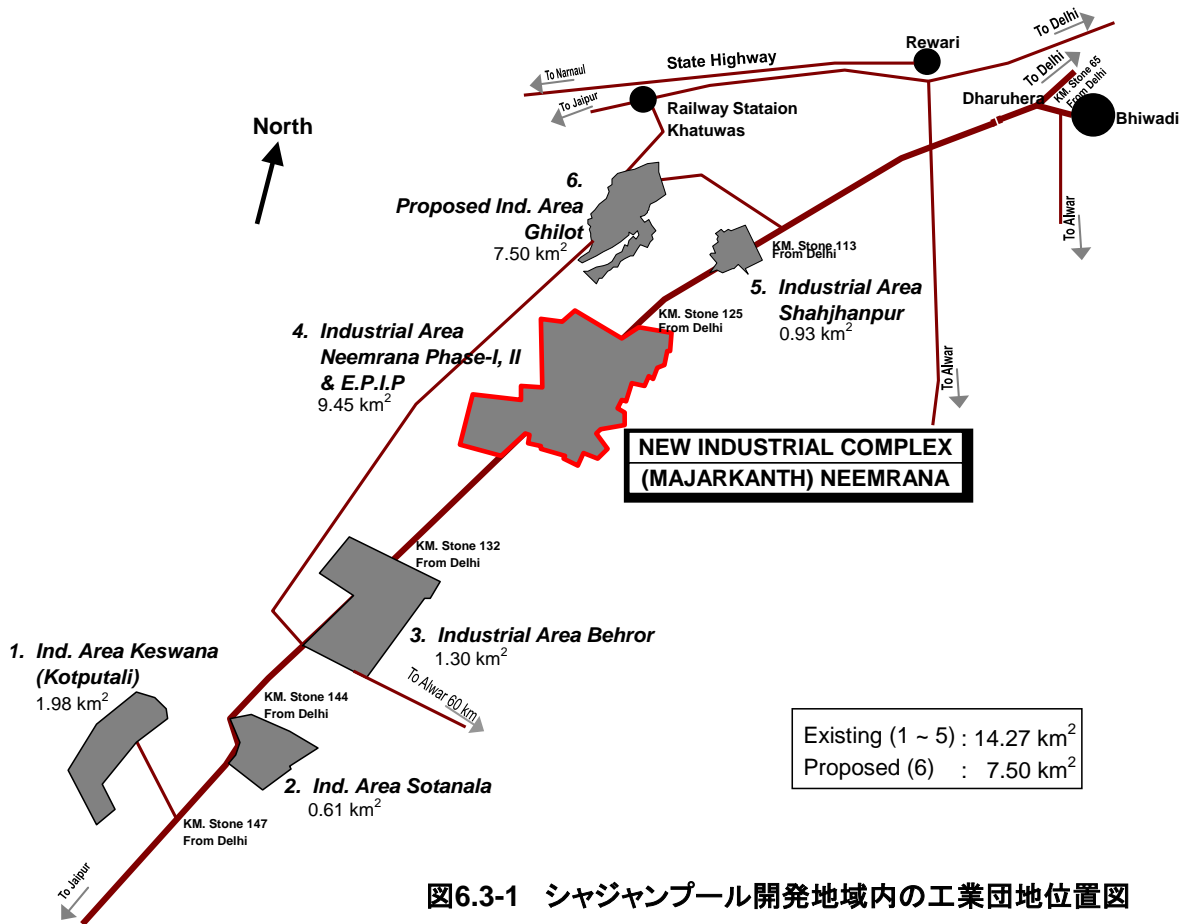 To Delhi
Rewari
State Highway
To Narnaul
To Delhi
KM. Stone 65
From Delhi
To Jaipur
Dharuhera
Railway Stataion
Khatuwas
Bhiwadi
North
6.
Proposed Ind. Area
Ghilot
7.50 km²
To Alwar
KM. Stone 113
From Delhi
5. Industrial Area
Shahjhanpur
0.93 km²
KM. Stone 125
From Delhi
4. Industrial Area
Neemrana Phase-I, II
& E.P.I.P
9.45 km²
To Alwar
NEW INDUSTRIAL COMPLEX
(MAJARKANTH) NEEMRANA
KM. Stone 132
From Delhi
3. Industrial Area Behror
1.30 km²
To Alwar 60 km
1. Ind. Area Keswana
(Kotputali)
1.98 km²
KM. Stone 144
From Delhi
2. Ind. Area Sotanala
0.61 km²
Existing (1 ~ 5) : 14.27 km²
Proposed (6) : 7.50 km²
KM. Stone 147
From Delhi
To Jaipur
図6.3-1 シャジャンプール開発地域内の工業団地位置図